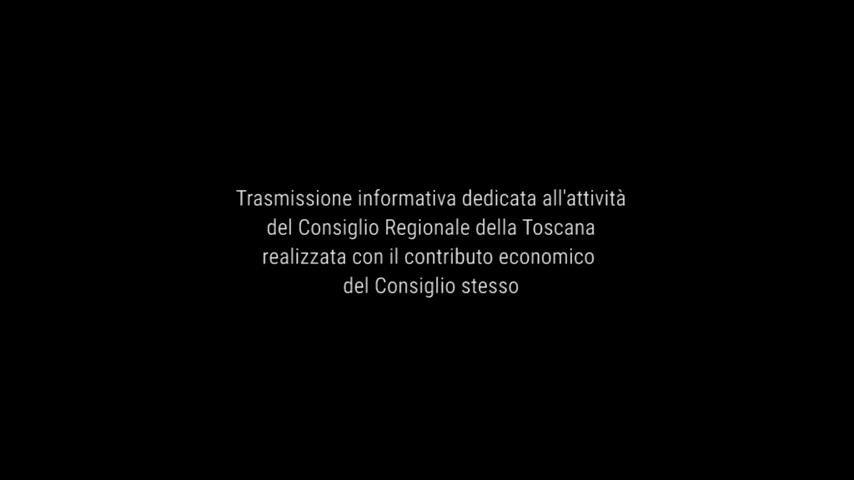 Trasmissione informativa dedicata all'attività
del Consiglio Regionale della Toscana
realizzata con il contributo economico
del Consiglio stesso